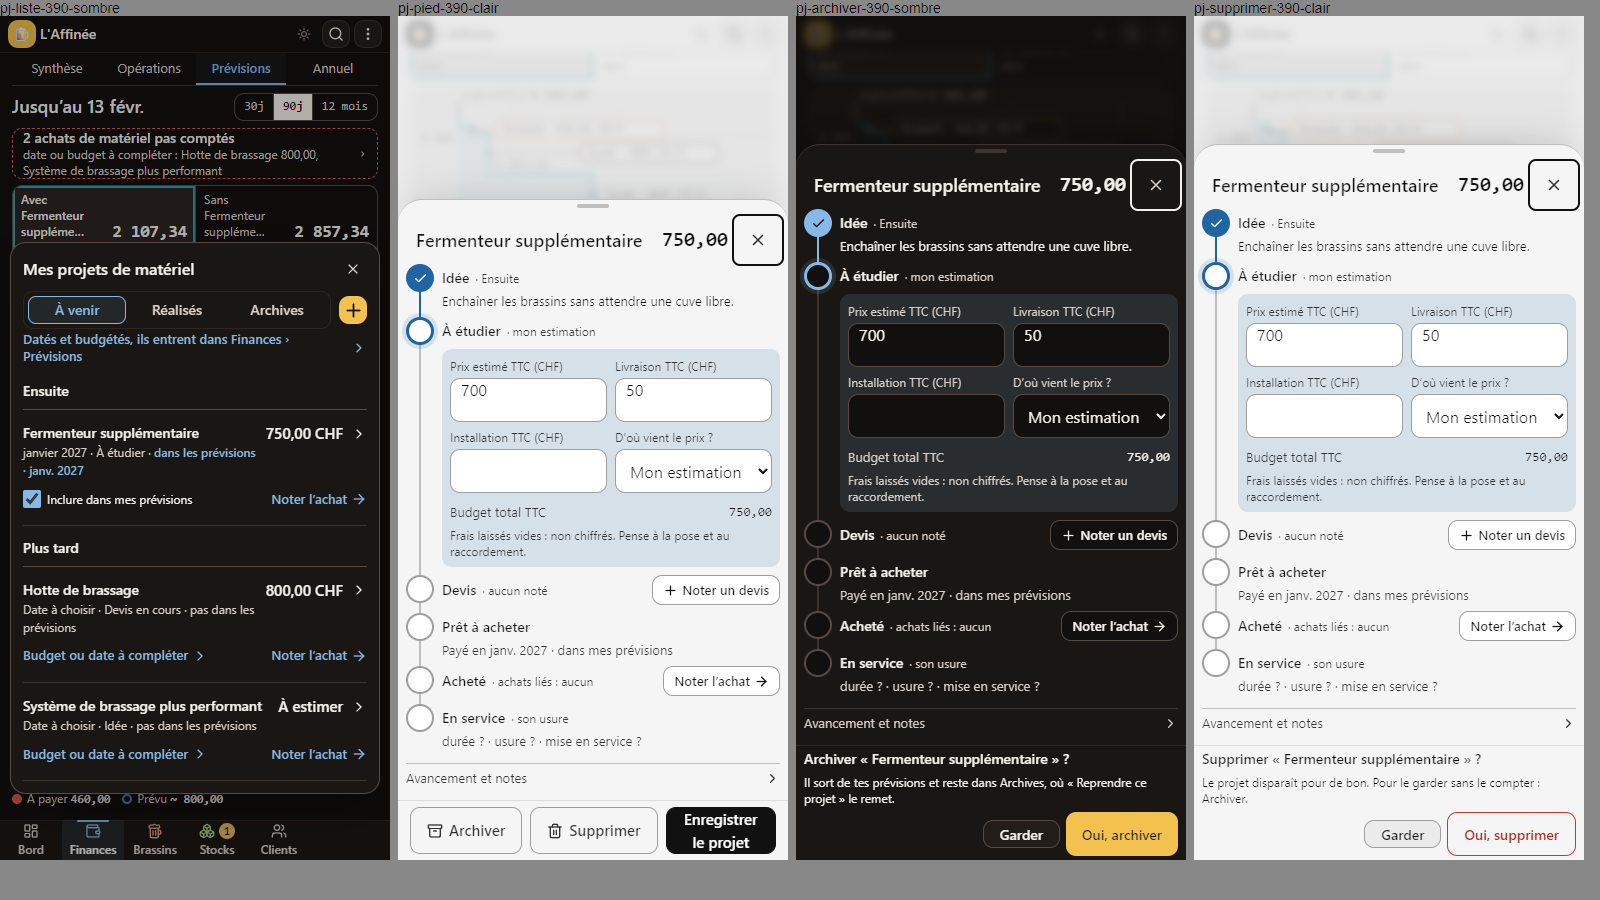 pj-liste-390-sombre
L'Affinée
Synthèse Opérations Prévisions Annuel
Jusqu'au 13 févr. 30j 90j 12 mois
2 achats de matériel pas comptés
date ou budget à compléter : Hotte de brassage 800,00, ›
Système de brassage plus performant
Avec Fermenteur suppléme… 2 107,34
Sans Fermenteur suppléme… 2 857,34
Mes projets de matériel
À venir Réalisés Archives
Datés et budgétés, ils entrent dans Finances ›
Prévisions
Ensuite
Fermenteur supplémentaire 750,00 CHF
janvier 2027 · À étudier · dans les prévisions
· janv. 2027
Inclure dans mes prévisions Noter l'achat →
Plus tard
Hotte de brassage 800,00 CHF
Date à choisir · Devis en cours · pas dans les
prévisions
Budget ou date à compléter Noter l'achat →
Système de brassage plus performant À estimer
Date à choisir · Idée · pas dans les prévisions
Budget ou date à compléter Noter l'achat →
À payer 460,00 Prévu ~ 800,00
Bord Finances Brassins Stocks 1 Clients
pj-pied-390-clair
Fermenteur supplémentaire 750,00
Idée · Ensuite
Enchaîner les brassins sans attendre une cuve libre.
À étudier · mon estimation
Prix estimé TTC (CHF) Livraison TTC (CHF)
700 50
Installation TTC (CHF) D'où vient le prix ?
Mon estimation
Budget total TTC 750,00
Frais laissés vides : non chiffrés. Pense à la pose et au
raccordement.
Devis · aucun noté + Noter un devis
Prêt à acheter
Payé en janv. 2027 · dans mes prévisions
Acheté · achats liés : aucun Noter l'achat →
En service · son usure
durée ? · usure ? · mise en service ?
Avancement et notes
Archiver Supprimer Enregistrer le projet
pj-archiver-390-sombre
Fermenteur supplémentaire 750,00
Idée · Ensuite
Enchaîner les brassins sans attendre une cuve libre.
À étudier · mon estimation
Prix estimé TTC (CHF) Livraison TTC (CHF)
700 50
Installation TTC (CHF) D'où vient le prix ?
Mon estimation
Budget total TTC 750,00
Frais laissés vides : non chiffrés. Pense à la pose et au
raccordement.
Devis · aucun noté + Noter un devis
Prêt à acheter
Payé en janv. 2027 · dans mes prévisions
Acheté · achats liés : aucun Noter l'achat →
En service · son usure
durée ? · usure ? · mise en service ?
Avancement et notes
Archiver « Fermenteur supplémentaire » ?
Il sort de tes prévisions et reste dans Archives, où « Reprendre ce
projet » le remet.
Garder Oui, archiver
pj-supprimer-390-clair
Fermenteur supplémentaire 750,00
Idée · Ensuite
Enchaîner les brassins sans attendre une cuve libre.
À étudier · mon estimation
Prix estimé TTC (CHF) Livraison TTC (CHF)
700 50
Installation TTC (CHF) D'où vient le prix ?
Mon estimation
Budget total TTC 750,00
Frais laissés vides : non chiffrés. Pense à la pose et au
raccordement.
Devis · aucun noté + Noter un devis
Prêt à acheter
Payé en janv. 2027 · dans mes prévisions
Acheté · achats liés : aucun Noter l'achat →
En service · son usure
durée ? · usure ? · mise en service ?
Avancement et notes
Supprimer « Fermenteur supplémentaire » ?
Le projet disparaît pour de bon. Pour le garder sans le compter :
Archiver.
Garder Oui, supprimer